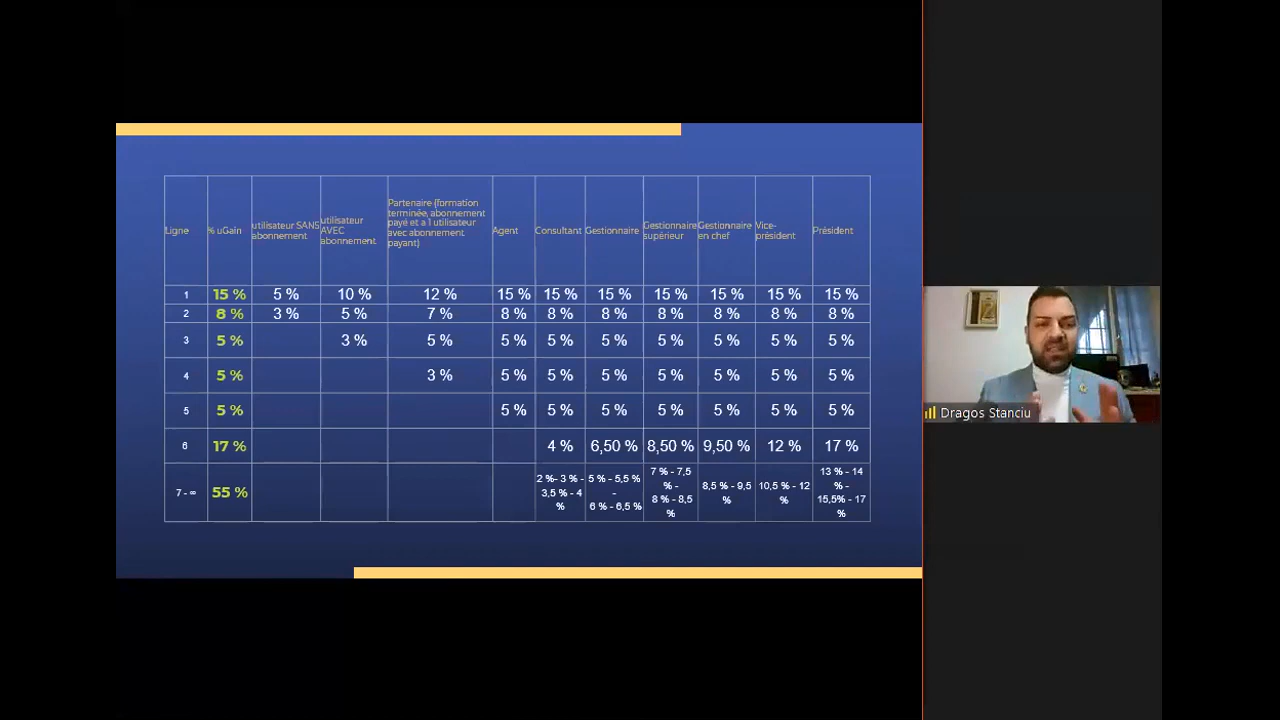 Ligne
% uGain
utilisateur SANS
abonnement
utilisateur
AVEC
abonnement
Partenaire (formation
terminée, abonnement
payé et a 1 utilisateur
avec abonnement
payant)
Agent
Consultant
Gestionnaire
Gestionnaire
supérieur
Gestionnaire
en chef
Vice-
président
Président
1 15 % 5 % 10 % 12 % 15 % 15 % 15 % 15 % 15 % 15 % 15 %
2 8 % 3 % 5 % 7 % 8 % 8 % 8 % 8 % 8 % 8 % 8 %
3 5 % 3 % 5 % 5 % 5 % 5 % 5 % 5 % 5 % 5 %
4 5 % 3 % 5 % 5 % 5 % 5 % 5 % 5 % 5 %
5 5 % 5 % 5 % 5 % 5 % 5 % 5 % 5 %
6 17 % 4 % 6,50 % 8,50 % 9,50 % 12 % 17 %
7 - ∞ 55 %
2 %- 3 % -
3,5 % - 4
%
5 % - 5,5 %
-
6 % - 6,5 %
7 % - 7,5
% -
8 % - 8,5
%
8,5 % - 9,5
%
10,5 % - 12
%
13 % - 14
% -
15,5% - 17
%
Dragos Stanciu